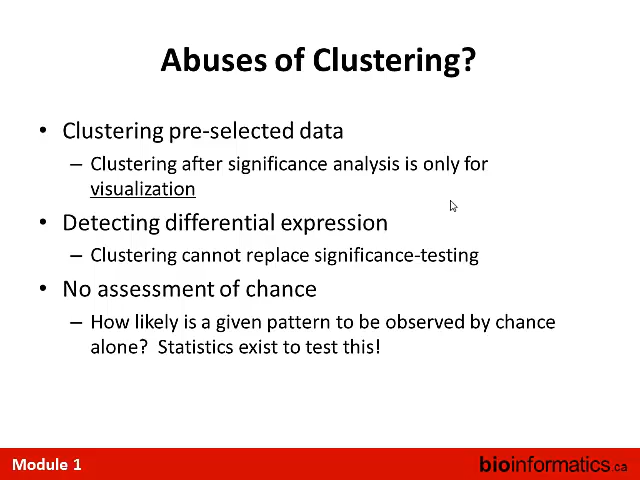 Abuses of Clustering?
• Clustering pre-selected data
– Clustering after significance analysis is only for
visualization
• Detecting differential expression
– Clustering cannot replace significance-testing
• No assessment of chance
– How likely is a given pattern to be observed by chance
alone?  Statistics exist to test this!
Module 1
bioinformatics.ca